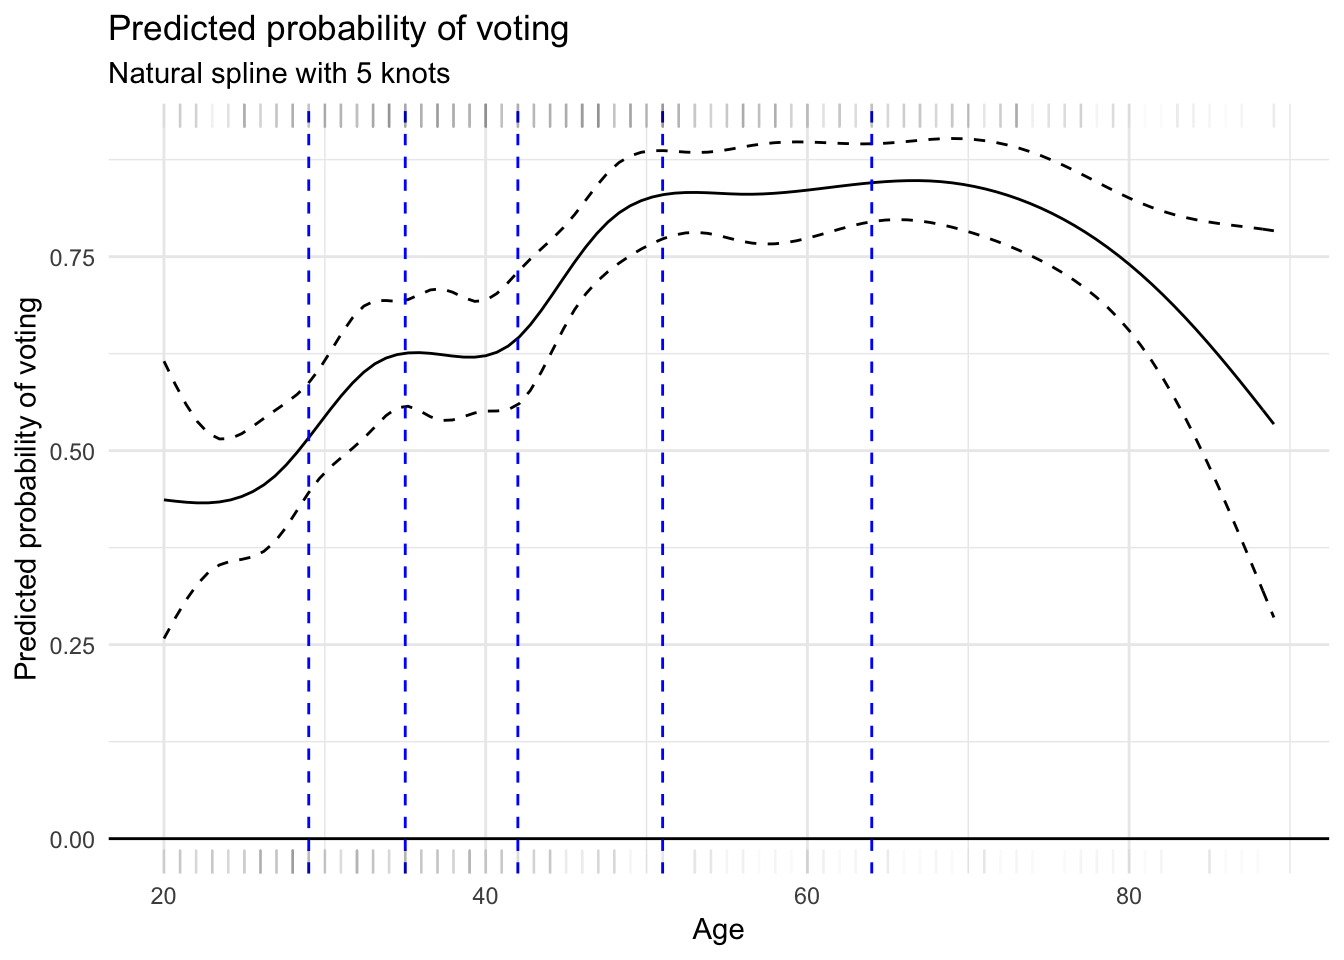 Predicted probability of voting
Natural spline with 5 knots
Predicted probability of voting
0.75
0.50
0.25
0.00
20
40
60
80
Age